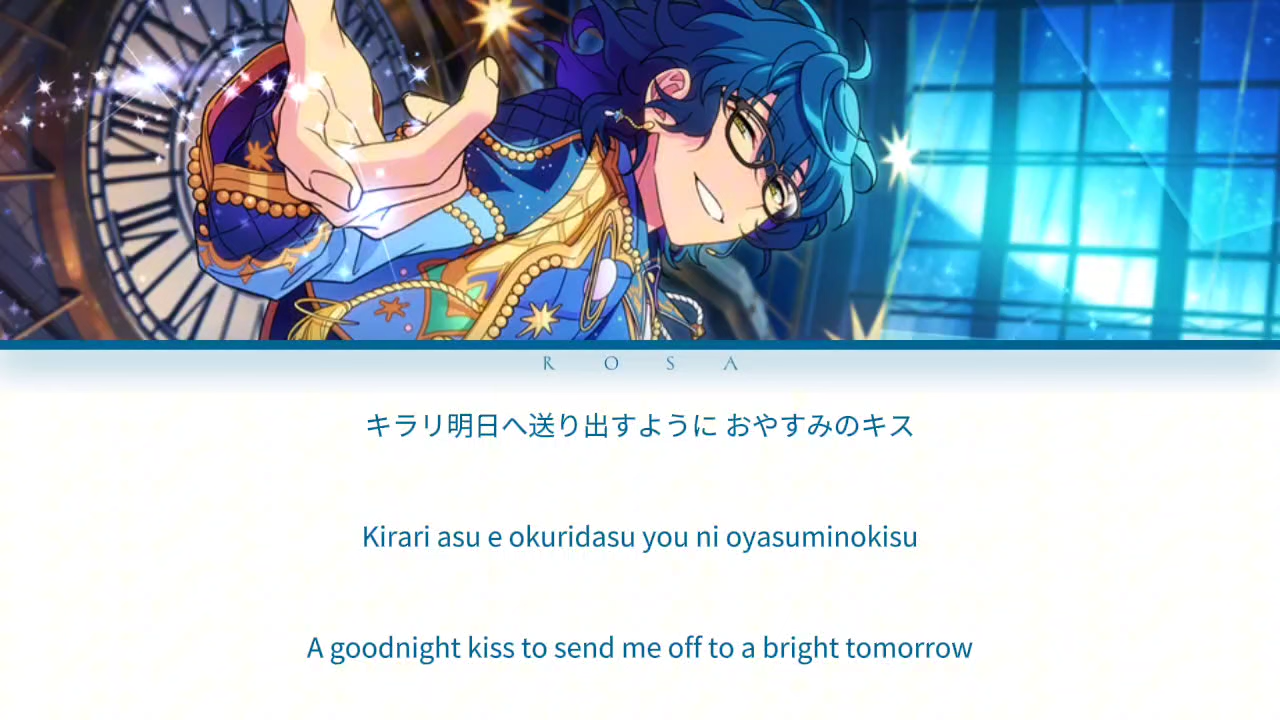 R O S A
キラリ明日へ送り出すように おやすみのキス
Kirari asu e okuridasu you ni oyasuminokisu
A goodnight kiss to send me off to a bright tomorrow